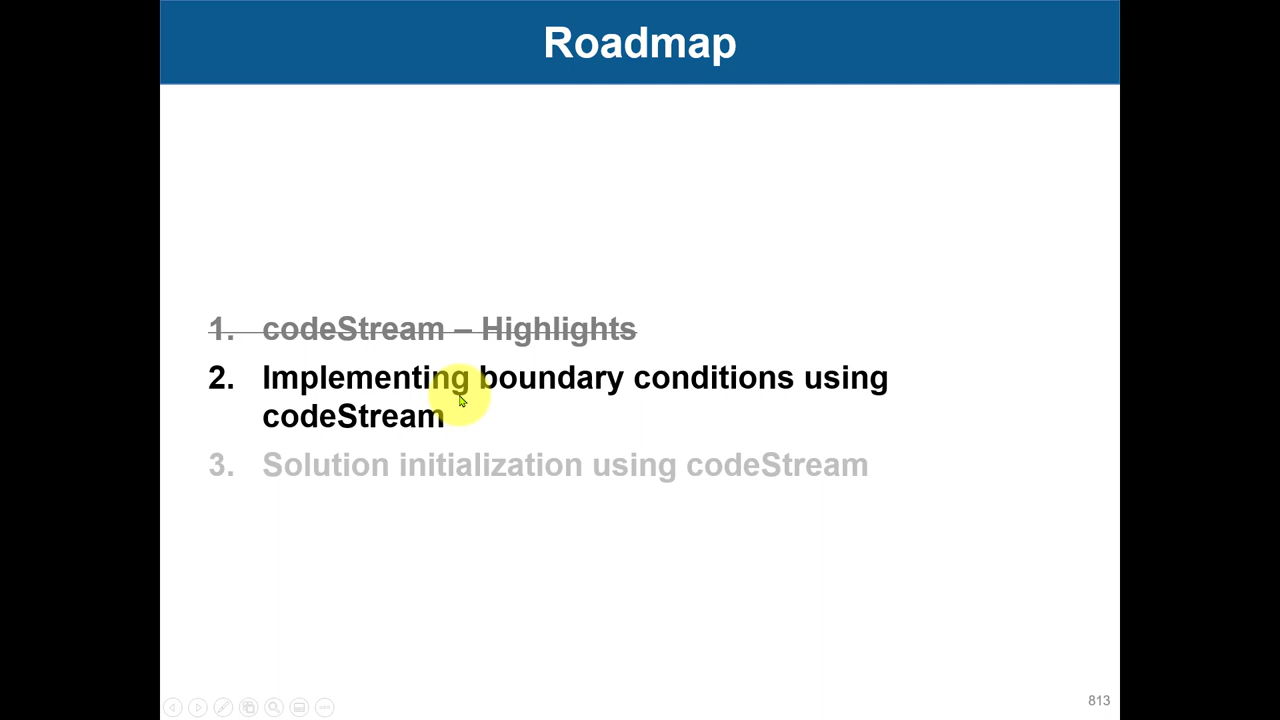 Roadmap
1. codeStream – Highlights
2. Implementing boundary conditions using
codeStream
3. Solution initialization using codeStream
813